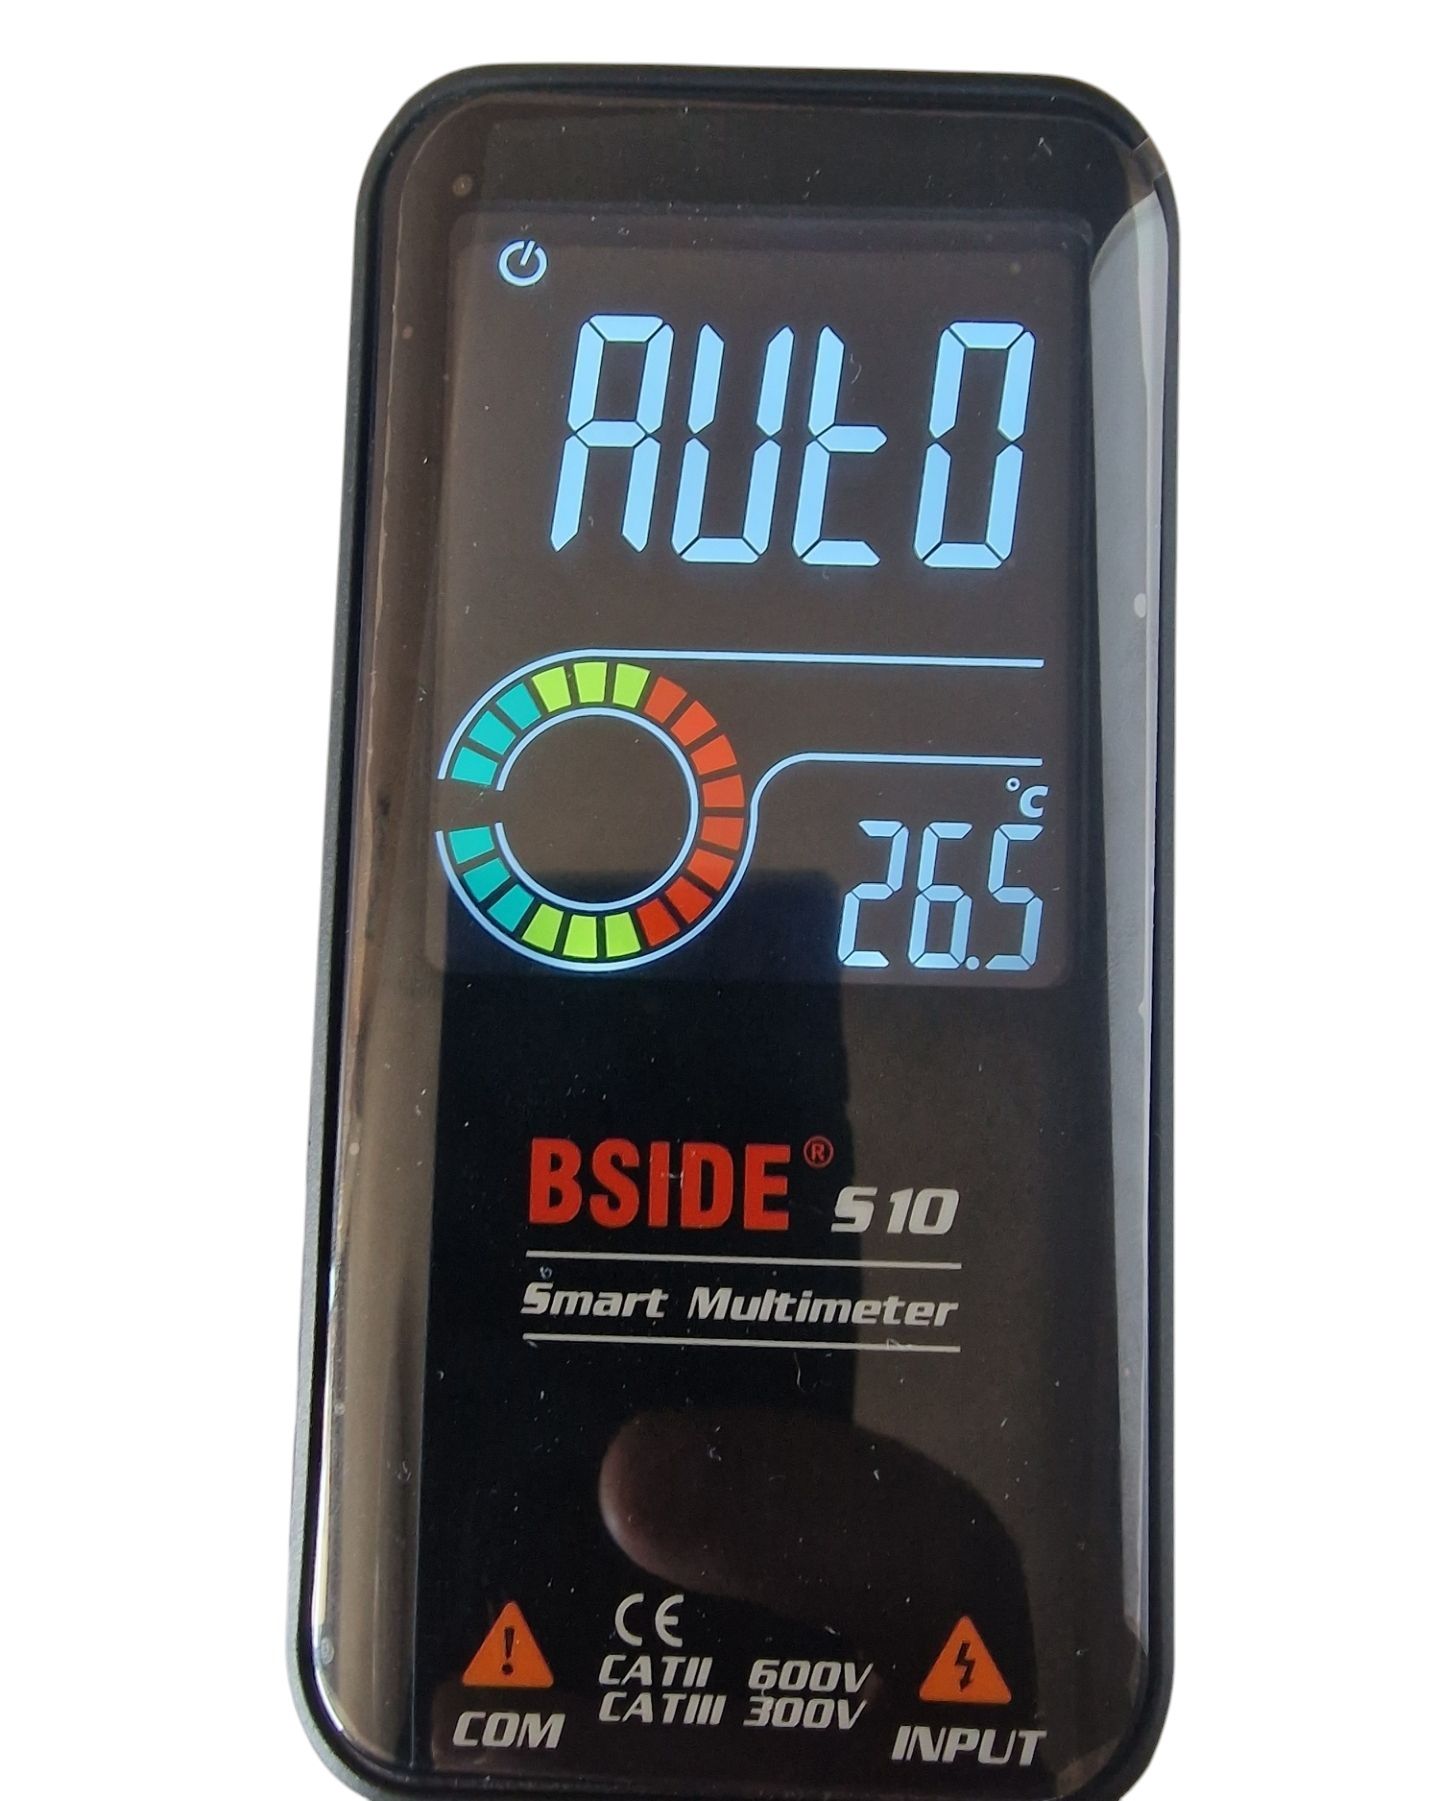 AUtO
°C
26.5
BSIDE® S10
Smart Multimeter
CE
CATII 600V
CATIII 300V
COM
INPUT